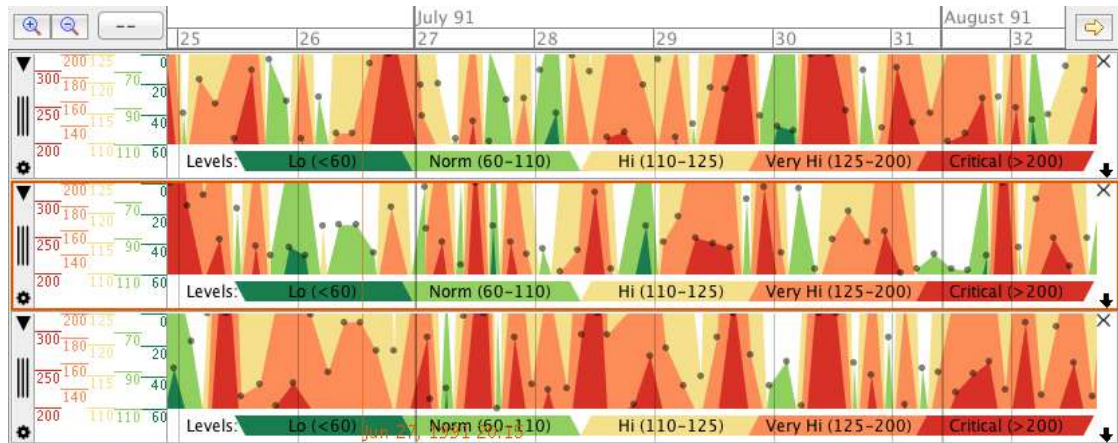 --
July 91
August 91
25 26 27 28 29 30 31 32
200 125 0
300 180 120 70 20
250 160 115 90 40
140
200 110 110 60
Levels: Lo (<60) Norm (60-110) Hi (110-125) Very Hi (125-200) Critical (>200)
200 125 0
300 180 120 70 20
250 160 115 90 40
140
200 110 110 60
Levels: Lo (<60) Norm (60-110) Hi (110-125) Very Hi (125-200) Critical (>200)
200 125 0
300 180 120 70 20
250 160 115 90 40
140
200 110 110 60
Levels: Lo (<60) Norm (60-110) Hi (110-125) Very Hi (125-200) Critical (>200)
Jun 27, 1991 20:15